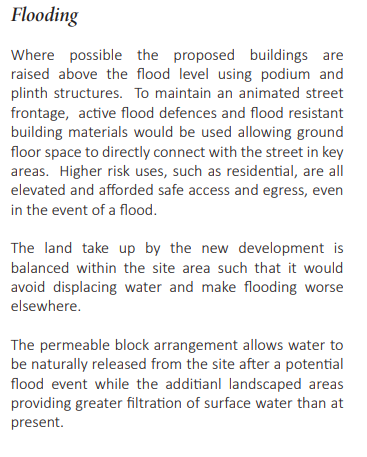 Flooding
Where possible the proposed buildings are
raised above the flood level using podium and
plinth structures. To maintain an animated street
frontage, active flood defences and flood resistant
building materials would be used allowing ground
floor space to directly connect with the street in key
areas. Higher risk uses, such as residential, are all
elevated and afforded safe access and egress, even
in the event of a flood.
The land take up by the new development is
balanced within the site area such that it would
avoid displacing water and make flooding worse
elsewhere.
The permeable block arrangement allows water to
be naturally released from the site after a potential
flood event while the additianl landscaped areas
providing greater filtration of surface water than at
present.